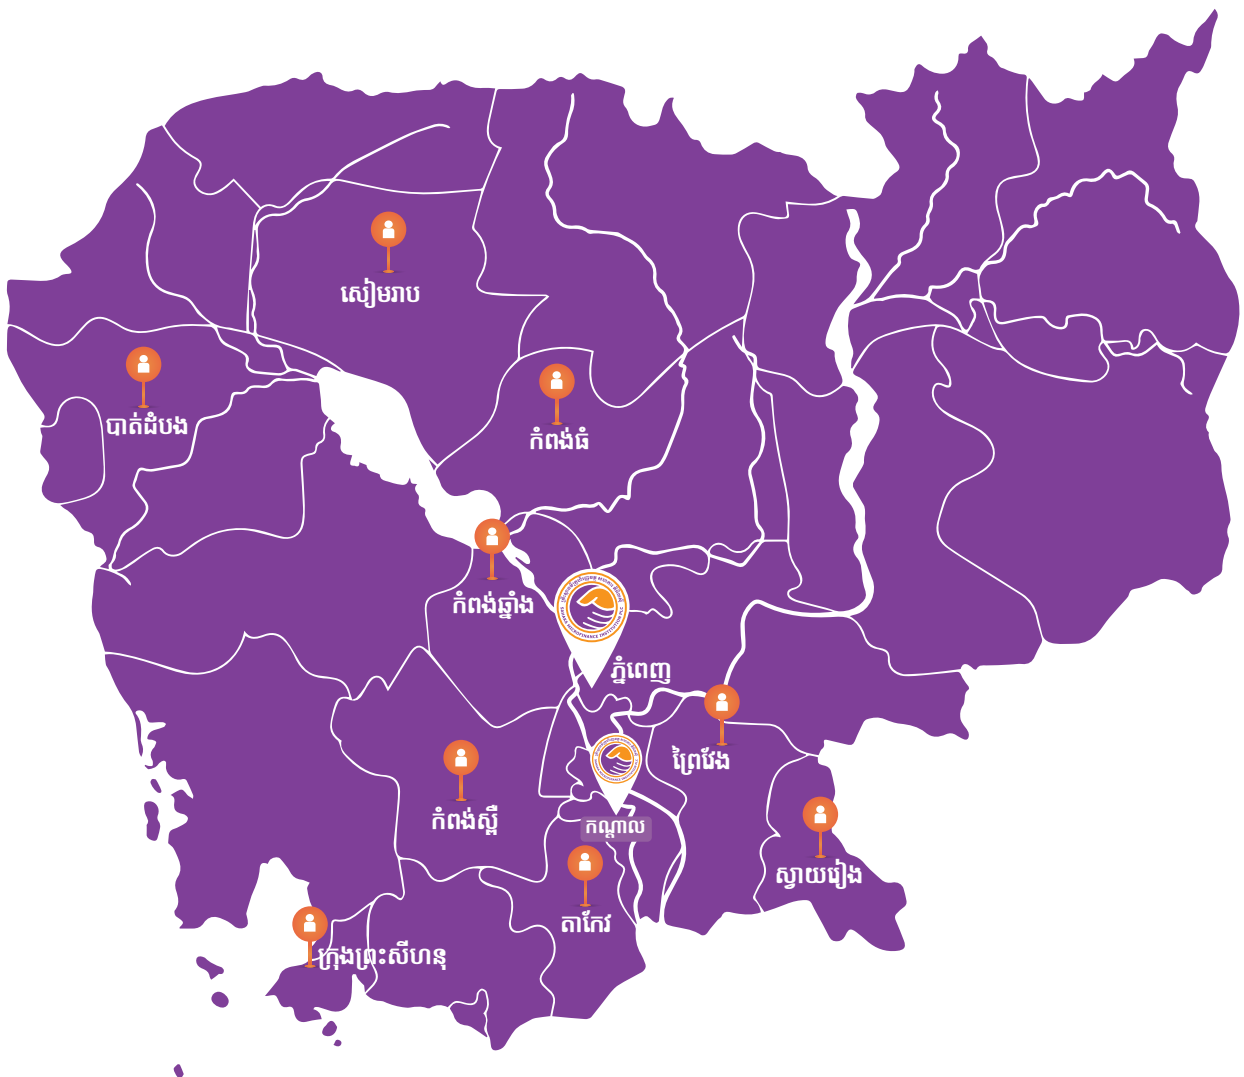 សៀមរាប
បាត់ដំបង
កំពង់ធំ
កំពង់ឆ្នាំង
ភ្នំពេញ
ព្រៃវែង
កំពង់ស្ពឺ
កណ្ដាល
ស្វាយរៀង
តាកែវ
ក្រុងព្រះសីហនុ